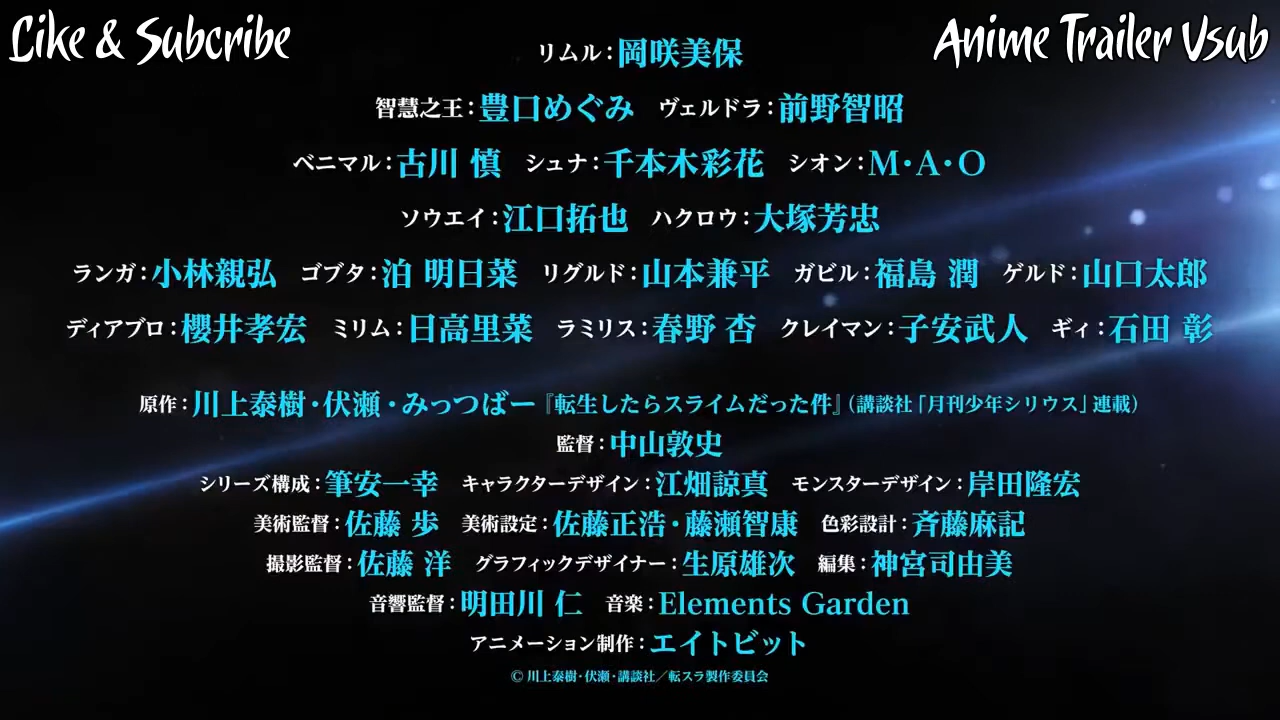 Like & Subcribe
Anime Trailer Vsub
リムル：岡咲美保
智慧之王：豊口めぐみ　ヴェルドラ：前野智昭
ベニマル：古川 慎　シュナ：千本木彩花　シオン：M・A・O
ソウエイ：江口拓也　ハクロウ：大塚芳忠
ランガ：小林親弘　ゴブタ：泊 明日菜　リグルド：山本兼平　ガビル：福島 潤　ゲルド：山口太郎
ディアブロ：櫻井孝宏　ミリム：日高里菜　ラミリス：春野 杏　クレイマン：子安武人　ギィ：石田 彰
原作：川上泰樹・伏瀬・みっつばー『転生したらスライムだった件』（講談社「月刊少年シリウス」連載）
監督：中山敦史
シリーズ構成：筆安一幸　キャラクターデザイン：江畑諒真　モンスターデザイン：岸田隆宏
美術監督：佐藤 歩　美術設定：佐藤正浩・藤瀬智康　色彩設計：斉藤麻記
撮影監督：佐藤 洋　グラフィックデザイナー：生原雄次　編集：神宮司由美
音響監督：明田川 仁　音楽：Elements Garden
アニメーション制作：エイトビット
© 川上泰樹・伏瀬・講談社／転スラ製作委員会